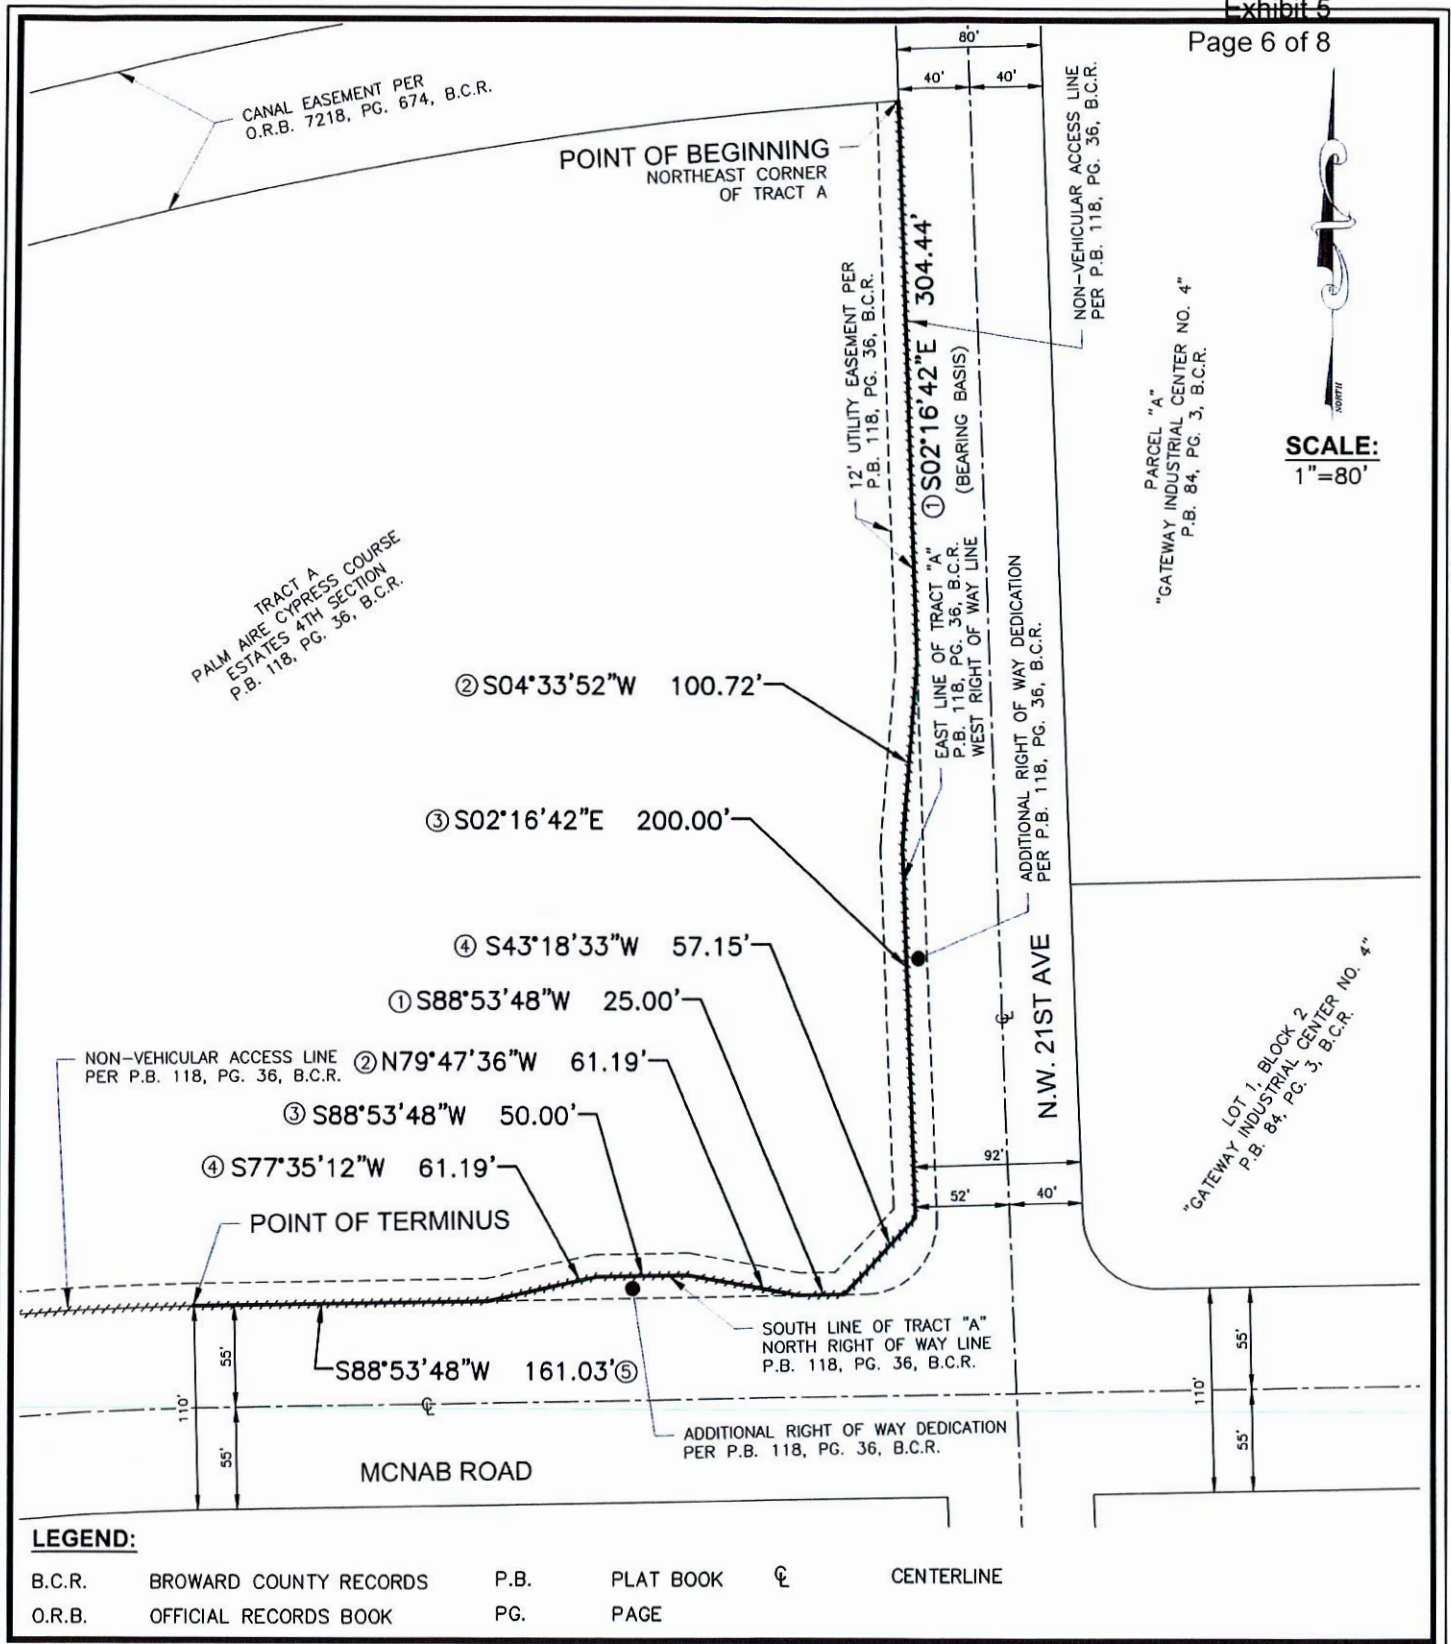 Exhibit 5
Page 6 of 8
80'
40'
40'
CANAL EASEMENT PER
O.R.B. 7218, PG. 674, B.C.R.
POINT OF BEGINNING
NORTHEAST CORNER
OF TRACT A
NON-VEHICULAR ACCESS LINE
PER P.B. 118, PG. 36, B.C.R.
NORTH
SCALE:
1"=80'
12' UTILITY EASEMENT PER
P.B. 118, PG. 36, B.C.R.
① S02°16'42"E 304.44'
(BEARING BASIS)
PARCEL "A"
"GATEWAY INDUSTRIAL CENTER NO. 4"
P.B. 84, PG. 3, B.C.R.
TRACT A
PALM AIRE CYPRESS COURSE
ESTATES 4TH SECTION
P.B. 118, PG. 36, B.C.R.
EAST LINE OF TRACT "A"
P.B. 118, PG. 36, B.C.R.
WEST RIGHT OF WAY LINE
ADDITIONAL RIGHT OF WAY DEDICATION
PER P.B. 118, PG. 36, B.C.R.
② S04°33'52"W 100.72'
③ S02°16'42"E 200.00'
④ S43°18'33"W 57.15'
① S88°53'48"W 25.00'
NON-VEHICULAR ACCESS LINE
PER P.B. 118, PG. 36, B.C.R.
② N79°47'36"W 61.19'
③ S88°53'48"W 50.00'
④ S77°35'12"W 61.19'
POINT OF TERMINUS
℄
N.W. 21ST AVE
LOT 1, BLOCK 2
"GATEWAY INDUSTRIAL CENTER NO. 4"
P.B. 84, PG. 3, B.C.R.
92'
52'
40'
SOUTH LINE OF TRACT "A"
NORTH RIGHT OF WAY LINE
P.B. 118, PG. 36, B.C.R.
S88°53'48"W 161.03' ⑤
55'
110'
55'
℄
55'
110'
55'
ADDITIONAL RIGHT OF WAY DEDICATION
PER P.B. 118, PG. 36, B.C.R.
MCNAB ROAD
LEGEND:
B.C.R. BROWARD COUNTY RECORDS P.B. PLAT BOOK ℄ CENTERLINE
O.R.B. OFFICIAL RECORDS BOOK PG. PAGE